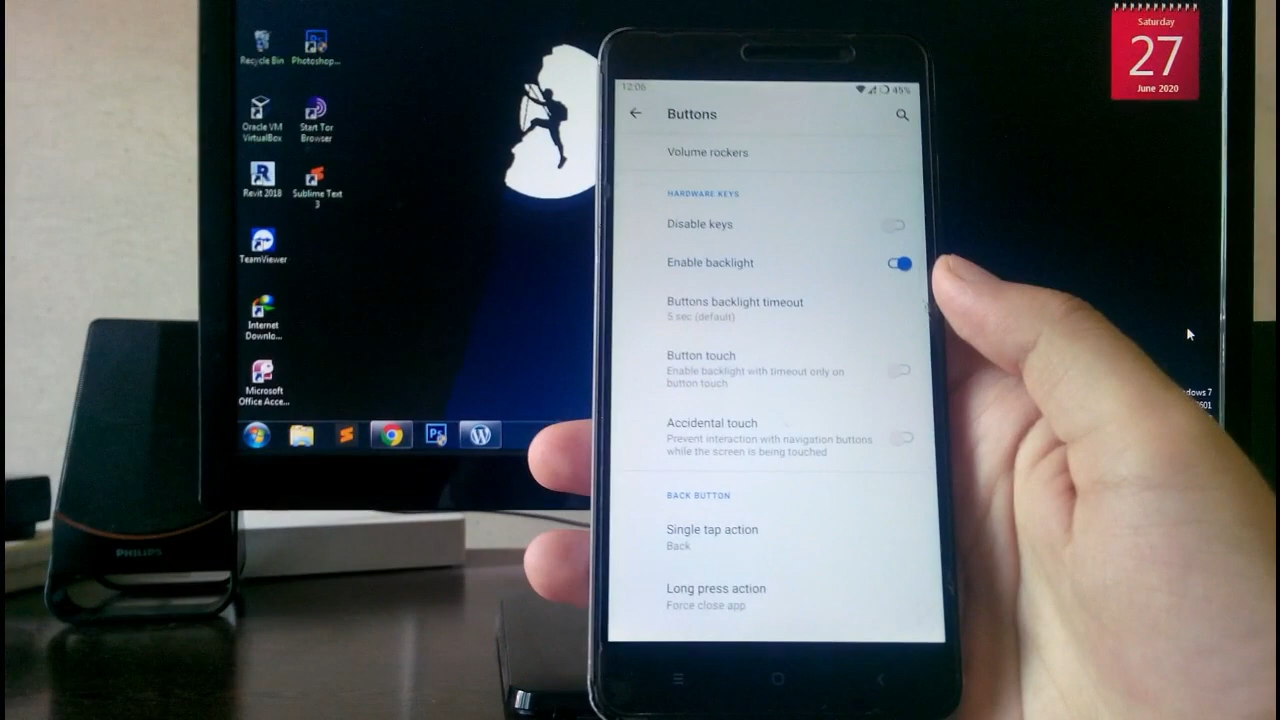 Recycle Bin
Photoshop...
Oracle VM
VirtualBox
Start Tor
Browser
Revit 2018
Sublime Text
3
TeamViewer
Internet
Downlo...
Microsoft
Office Acce...
Ps
PHILIPS
12:06
45%
Buttons
Volume rockers
HARDWARE KEYS
Disable keys
Enable backlight
Buttons backlight timeout
5 sec (default)
Button touch
Enable backlight with timeout only on
button touch
Accidental touch
Prevent interaction with navigation buttons
while the screen is being touched
BACK BUTTON
Single tap action
Back
Long press action
Force close app
Saturday
27
June 2020
ndows 7